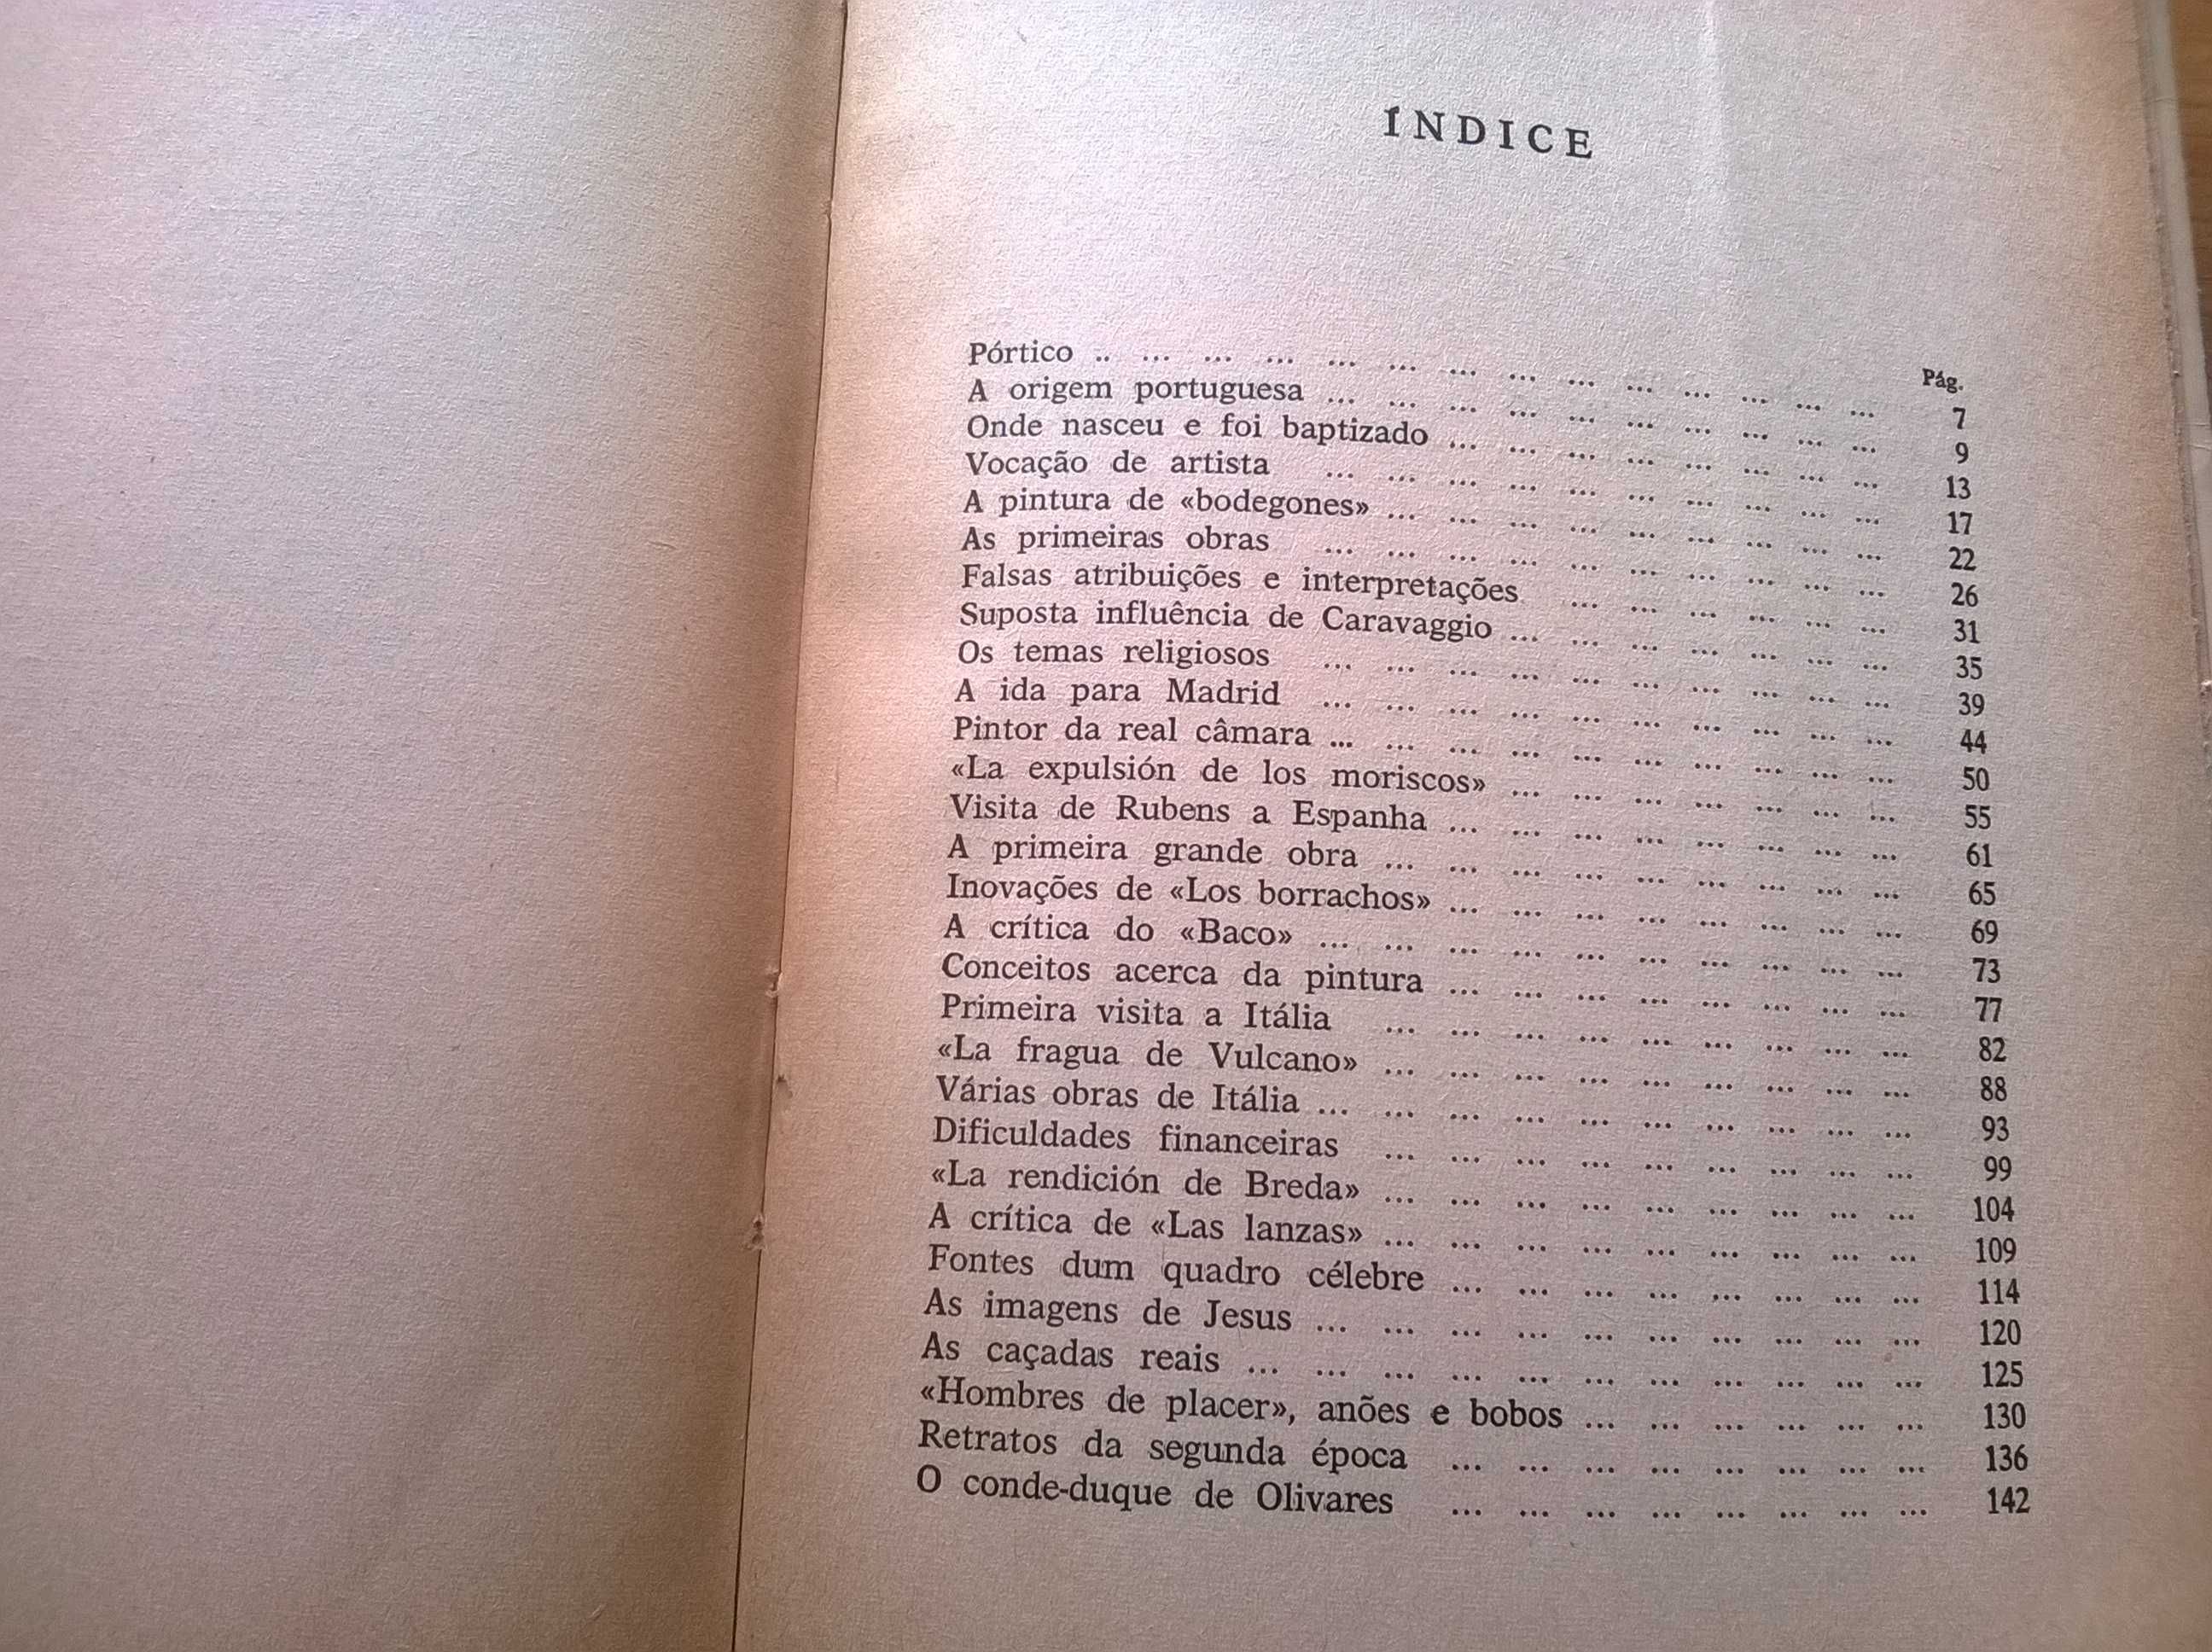 ÍNDICE
Pág.
Pórtico .. ... ... ... ... ... ... ... ... ... ... ... ... ... 7
A origem portuguesa ... ... ... ... ... ... ... ... ... ... 9
Onde nasceu e foi baptizado ... ... ... ... ... ... ... ... 13
Vocação de artista ... ... ... ... ... ... ... ... ... ... 17
A pintura de «bodegones» ... ... ... ... ... ... ... ... ... 22
As primeiras obras ... ... ... ... ... ... ... ... ... ... 26
Falsas atribuições e interpretações ... ... ... ... ... ... 31
Suposta influência de Caravaggio ... ... ... ... ... ... ... 35
Os temas religiosos ... ... ... ... ... ... ... ... ... ... 39
A ida para Madrid ... ... ... ... ... ... ... ... ... ... 44
Pintor da real câmara ... ... ... ... ... ... ... ... ... ... 50
«La expulsión de los moriscos» ... ... ... ... ... ... ... 55
Visita de Rubens a Espanha ... ... ... ... ... ... ... ... 61
A primeira grande obra ... ... ... ... ... ... ... ... ... 65
Inovações de «Los borrachos» ... ... ... ... ... ... ... ... 69
A crítica do «Baco» ... ... ... ... ... ... ... ... ... ... 73
Conceitos acerca da pintura ... ... ... ... ... ... ... ... 77
Primeira visita a Itália ... ... ... ... ... ... ... ... ... 82
«La fragua de Vulcano» ... ... ... ... ... ... ... ... ... 88
Várias obras de Itália ... ... ... ... ... ... ... ... ... ... 93
Dificuldades financeiras ... ... ... ... ... ... ... ... ... 99
«La rendición de Breda» ... ... ... ... ... ... ... ... ... 104
A crítica de «Las lanzas» ... ... ... ... ... ... ... ... ... 109
Fontes dum quadro célebre ... ... ... ... ... ... ... ... 114
As imagens de Jesus ... ... ... ... ... ... ... ... ... ... 120
As caçadas reais ... ... ... ... ... ... ... ... ... ... ... 125
«Hombres de placer», anões e bobos ... ... ... ... ... ... 130
Retratos da segunda época ... ... ... ... ... ... ... ... 136
O conde-duque de Olivares ... ... ... ... ... ... ... ... 142